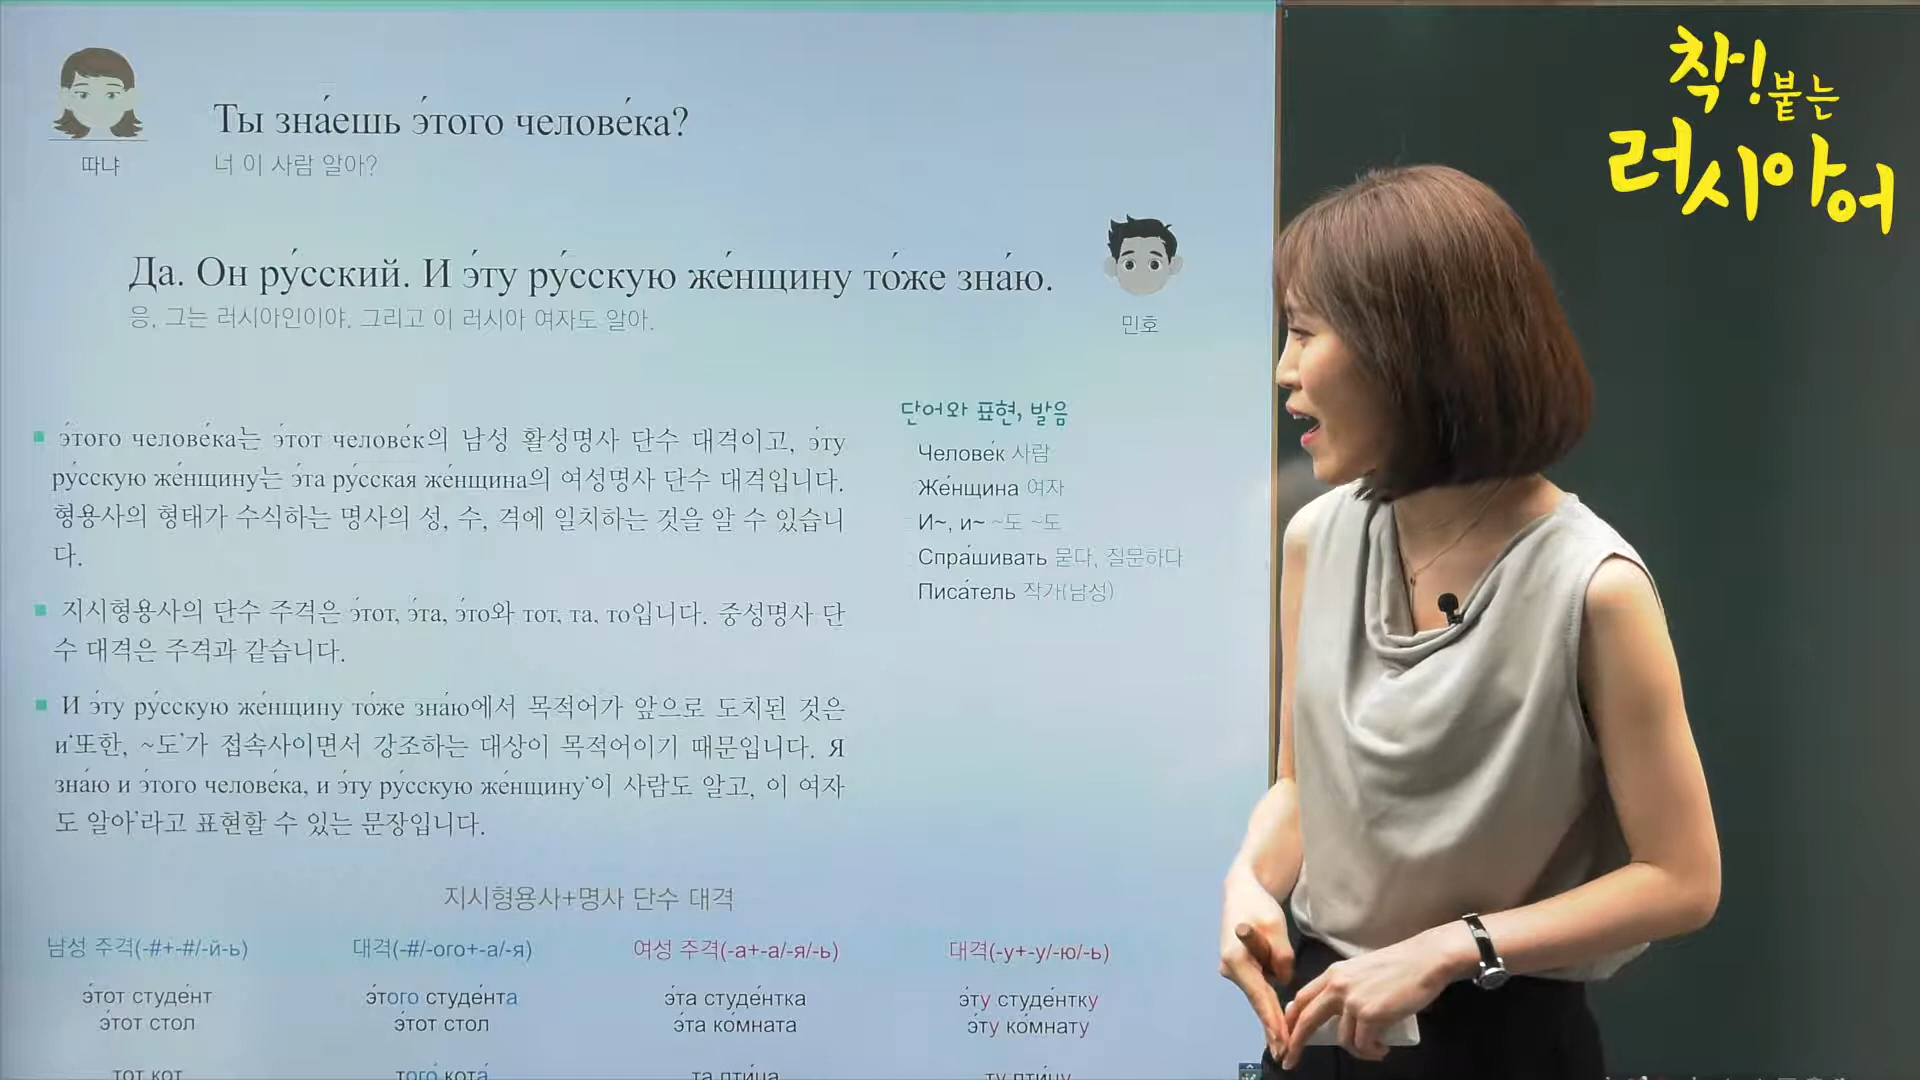 착! 붙는
러시아어
Ты зна́ешь э́того челове́ка?
따냐
너 이 사람 알아?
Да. Он ру́сский. И э́ту ру́сскую же́нщину то́же зна́ю.
응, 그는 러시아인이야. 그리고 이 러시아 여자도 알아.
민호
э́того челове́ка는 э́тот челове́к의 남성 활성명사 단수 대격이고, э́ту
ру́сскую же́нщину는 э́та ру́сская же́нщина의 여성명사 단수 대격입니다.
형용사의 형태가 수식하는 명사의 성, 수, 격에 일치하는 것을 알 수 있습니
다.
지시형용사의 단수 주격은 э́тот, э́та, э́то와 тот, та, то입니다. 중성명사 단
수 대격은 주격과 같습니다.
И э́ту ру́сскую же́нщину то́же зна́ю에서 목적어가 앞으로 도치된 것은
и‘또한, ~도’가 접속사이면서 강조하는 대상이 목적어이기 때문입니다. Я
зна́ю и э́того челове́ка, и э́ту ру́сскую же́нщину‘이 사람도 알고, 이 여자
도 알아’라고 표현할 수 있는 문장입니다.
단어와 표현, 발음
Челове́к 사람
Же́нщина 여자
И~, и~ ~도 ~도
Спра́шивать 묻다, 질문하다
Писа́тель 작가(남성)
지시형용사+명사 단수 대격
남성 주격(-#+-#/-й-ь) 대격(-#/-ого+-а/-я) 여성 주격(-а+-а/-я/-ь) 대격(-у+-у/-ю/-ь)
э́тот студе́нт э́того студе́нта э́та студе́нтка э́ту студе́нтку
э́тот стол э́тот стол э́та ко́мната э́ту ко́мнату
тот кот того́ кота́ та пти́ца ту пти́цу